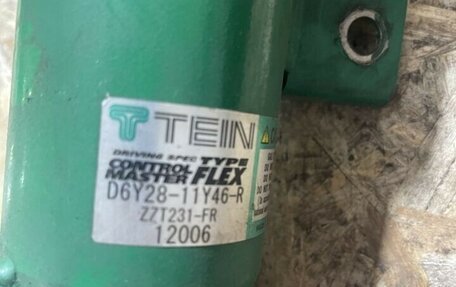 TEIN
DRIVING SPEC TYPE
CONTROL MASTER FLEX
D6Y28-11Y46-R
ZZT231-FR
12006